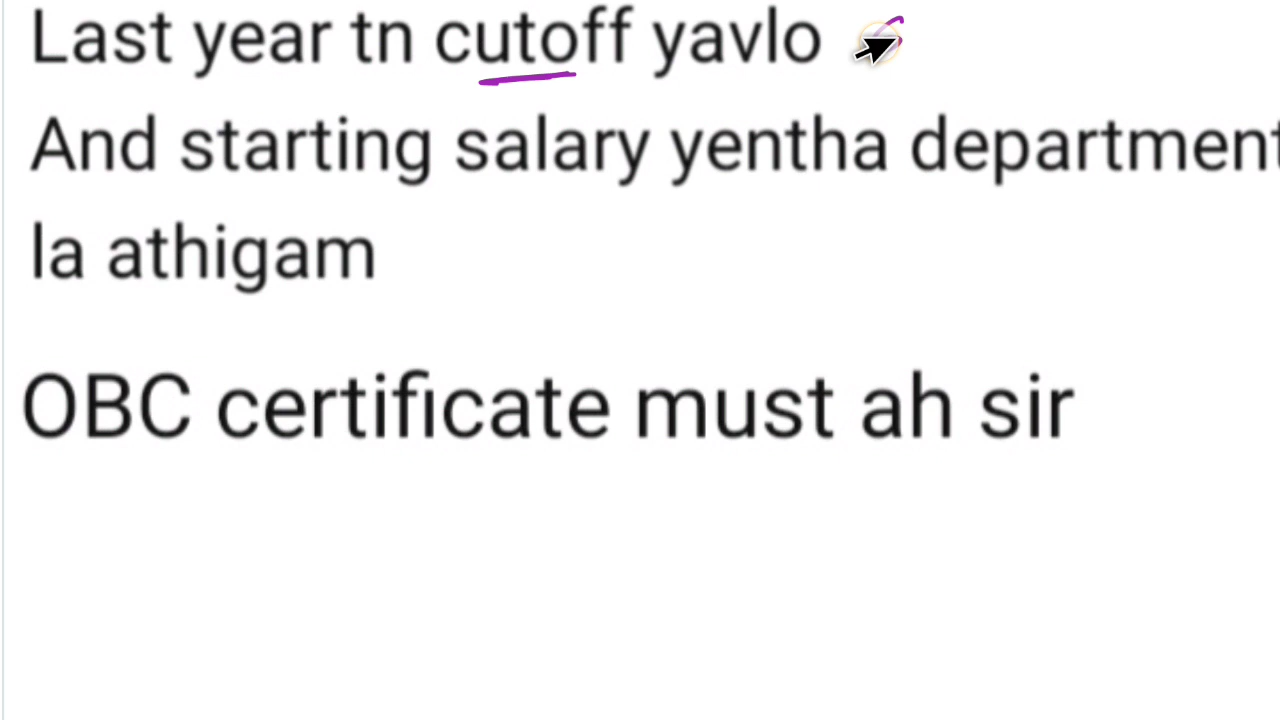 Last year tn cutoff yavlo
And starting salary yentha department
la athigam
OBC certificate must ah sir